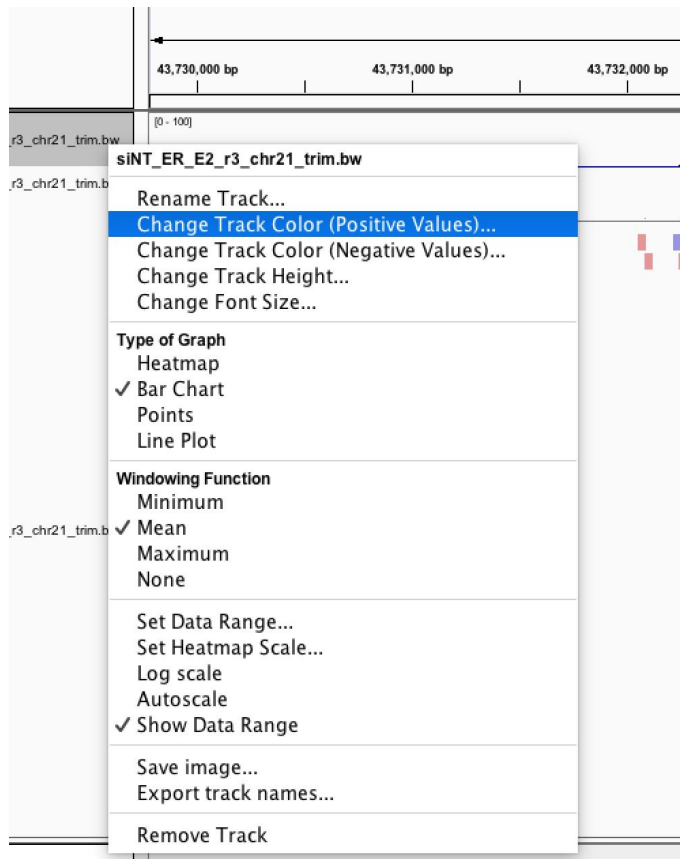 43,730,000 bp
43,731,000 bp
43,732,000 bp
[0 - 100]
_r3_chr21_trim.bw
siNT_ER_E2_r3_chr21_trim.bw
_r3_chr21_trim.b
Rename Track...
Change Track Color (Positive Values)...
Change Track Color (Negative Values)...
Change Track Height...
Change Font Size...
Type of Graph
Heatmap
✓ Bar Chart
Points
Line Plot
Windowing Function
Minimum
_r3_chr21_trim.b
✓ Mean
Maximum
None
Set Data Range...
Set Heatmap Scale...
Log scale
Autoscale
✓ Show Data Range
Save image...
Export track names...
Remove Track